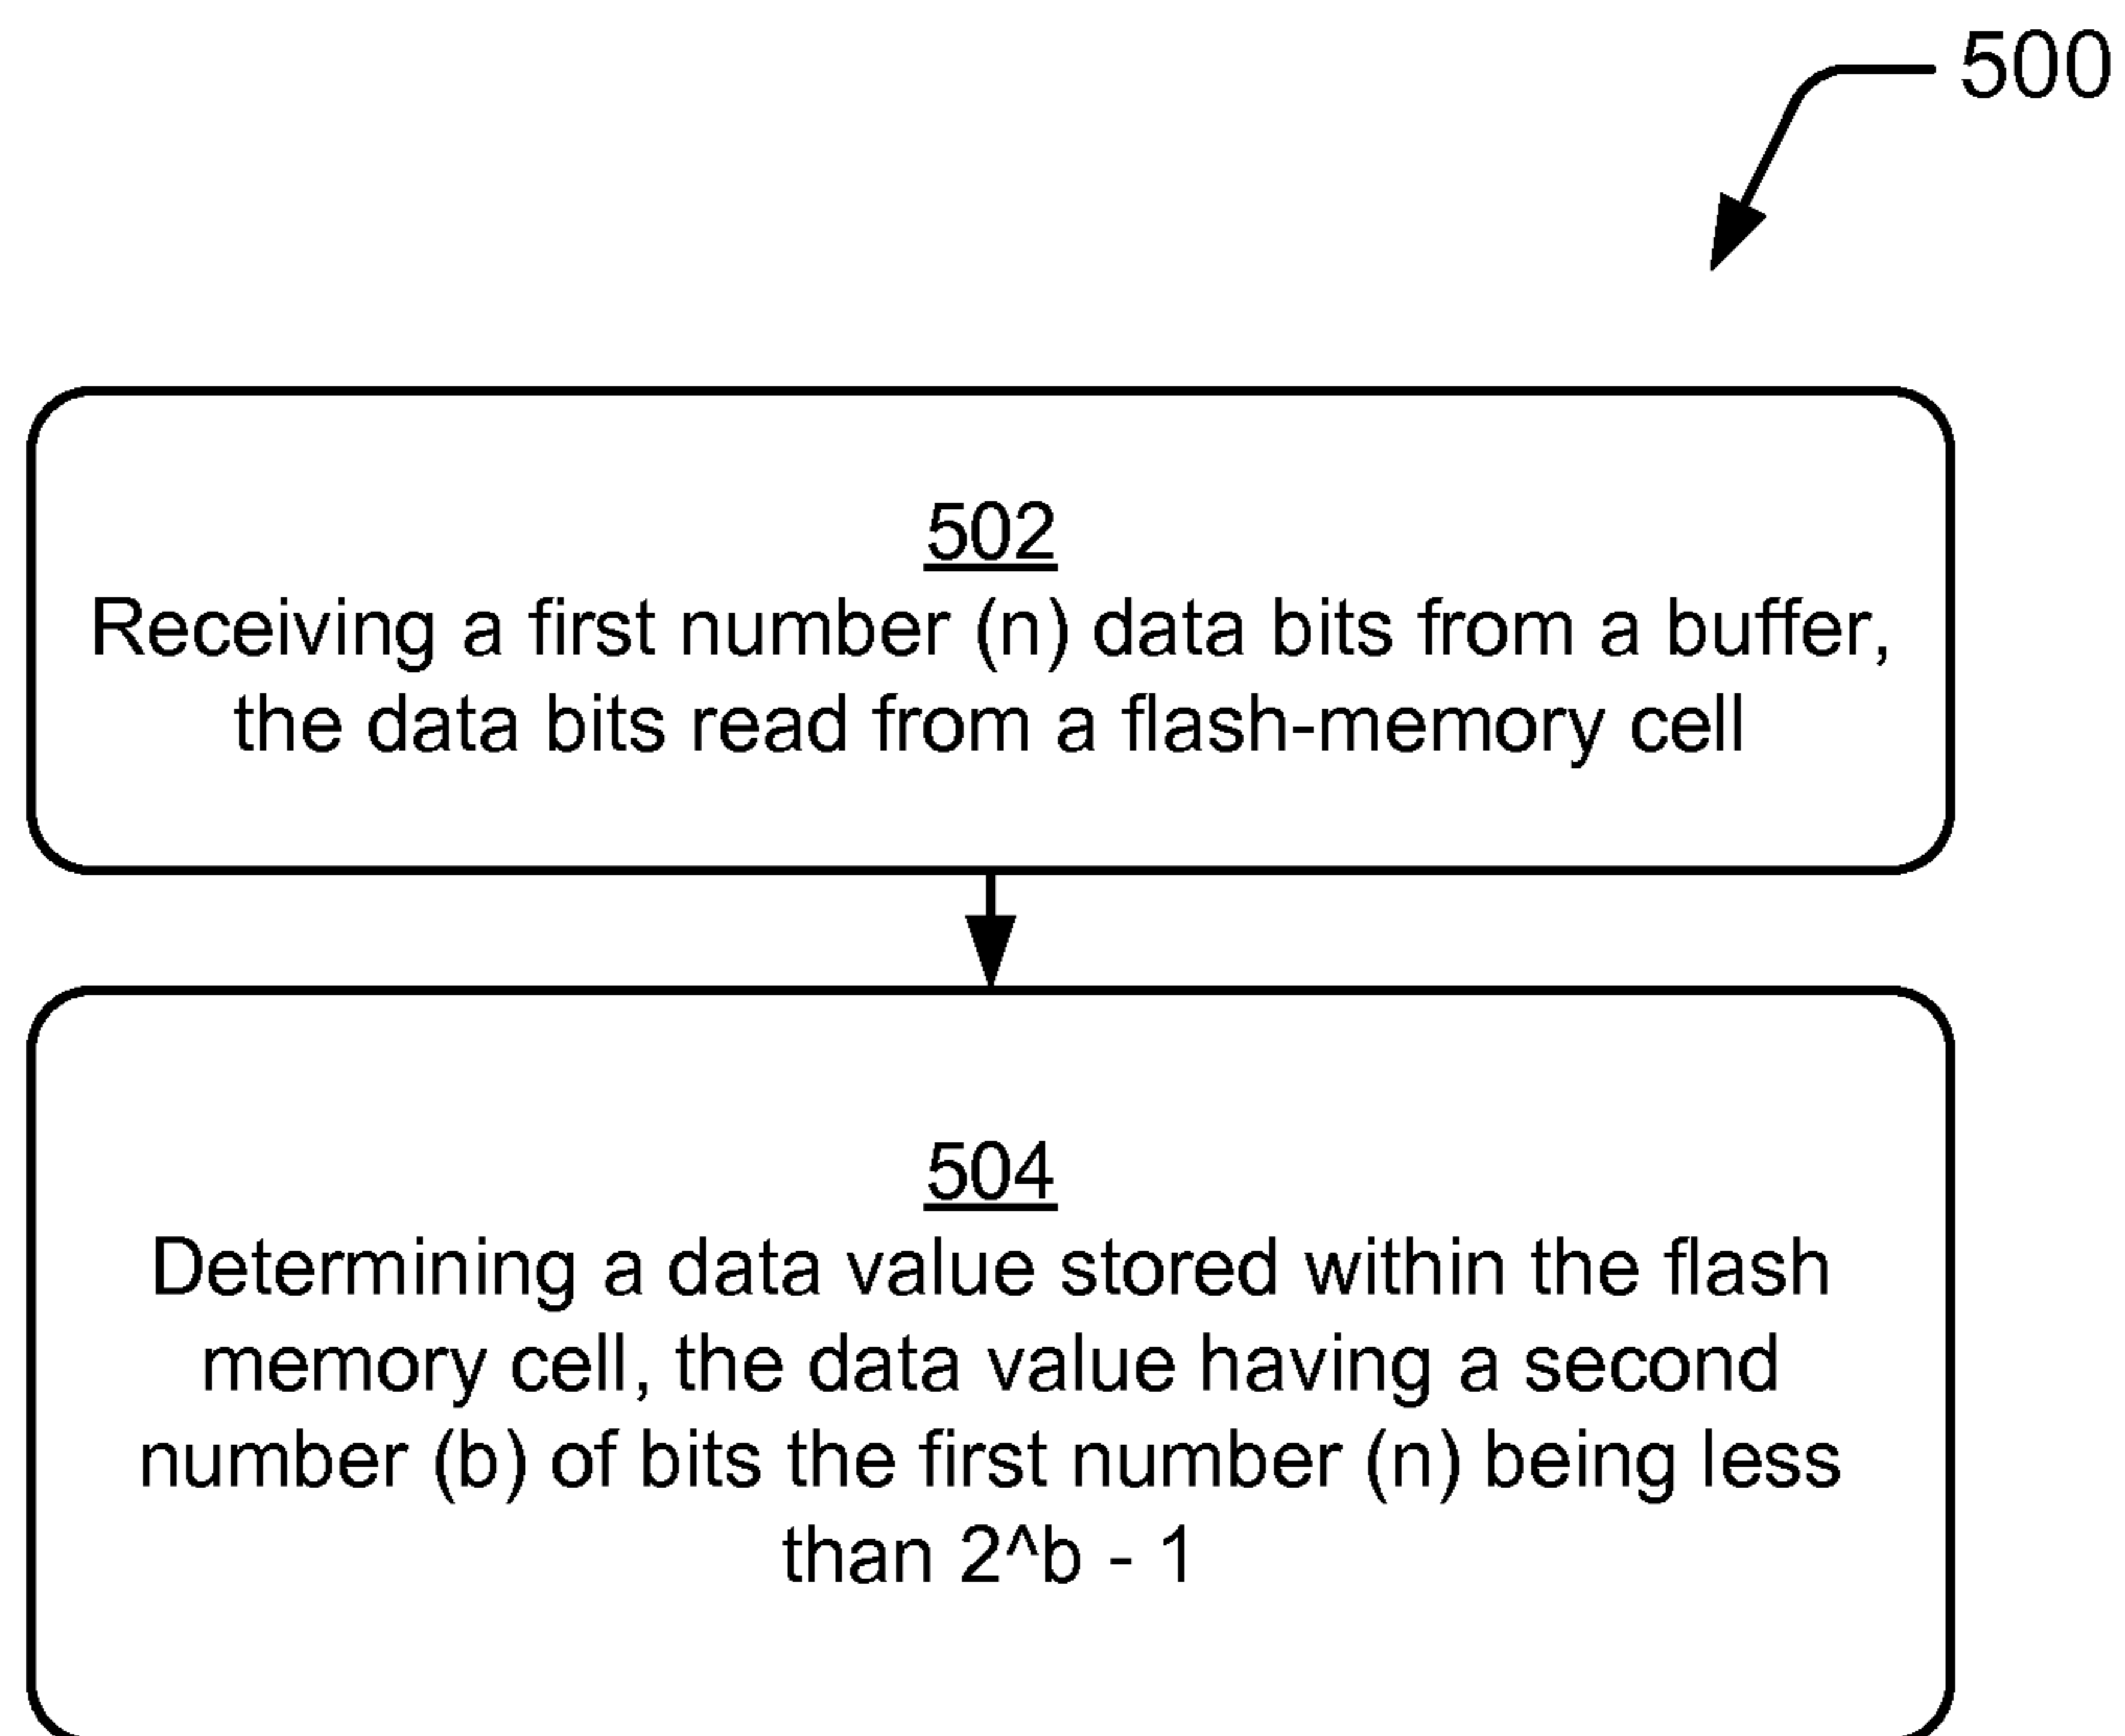 500
502
Receiving a first number (n) data bits from a buffer,
the data bits read from a flash-memory cell
504
Determining a data value stored within the flash
memory cell, the data value having a second
number (b) of bits the first number (n) being less
than 2^b - 1